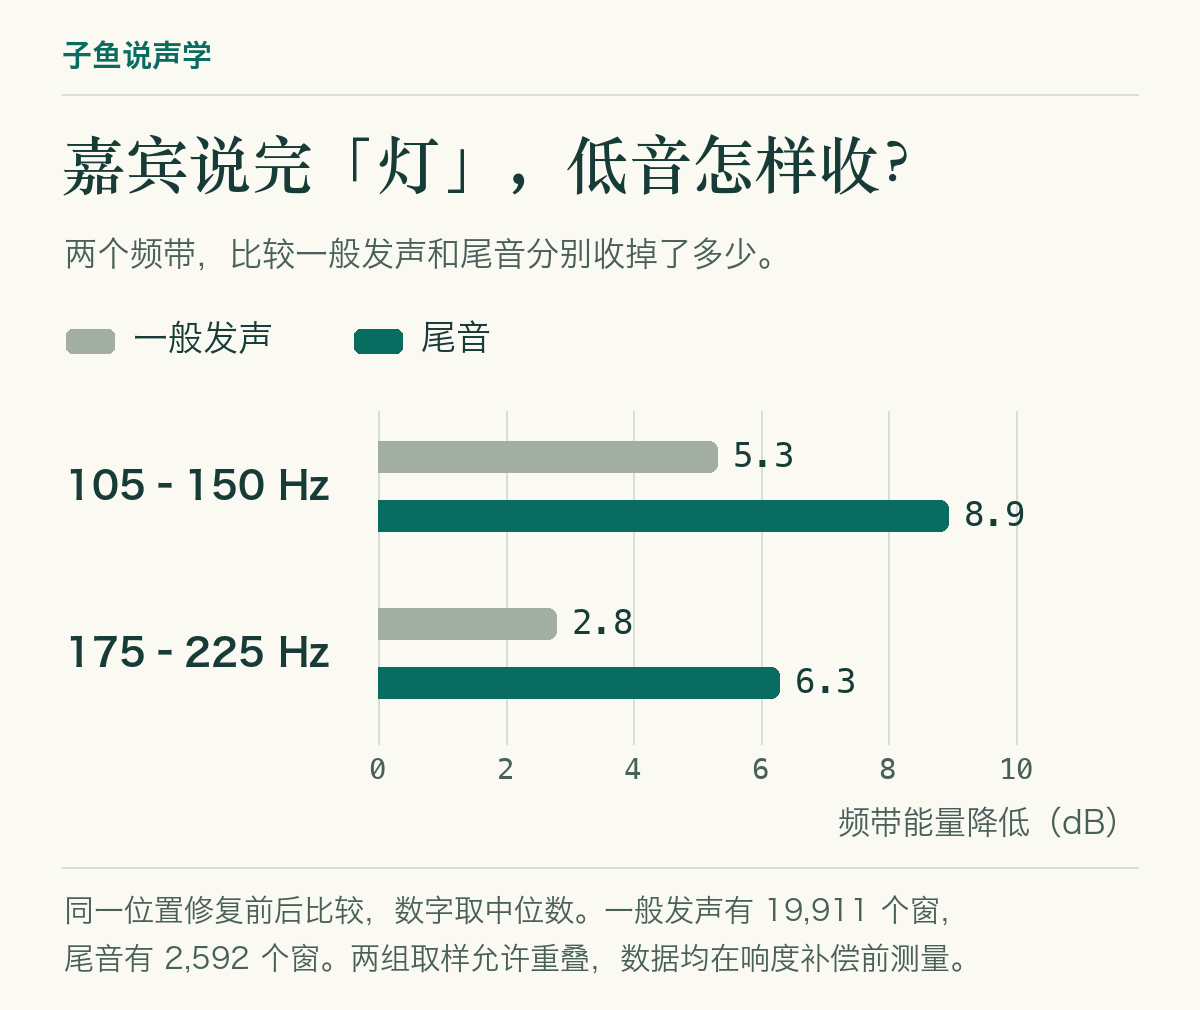 子鱼说声学
嘉宾说完「灯」，低音怎样收?
两个频带，比较一般发声和尾音分别收掉了多少。
一般发声 尾音
105 - 150 Hz
5.3
8.9
175 - 225 Hz
2.8
6.3
0 2 4 6 8 10
频带能量降低（dB）
同一位置修复前后比较，数字取中位数。一般发声有 19,911 个窗，
尾音有 2,592 个窗。两组取样允许重叠，数据均在响度补偿前测量。